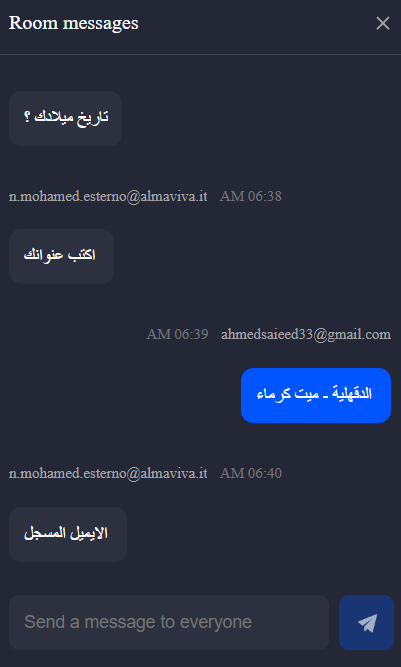 Room messages
تاريخ ميلادك ؟
n.mohamed.esterno@almaviva.it AM 06:38
اكتب عنوانك
AM 06:39 ahmedsaieed33@gmail.com
الدقهلية - ميت كرماء
n.mohamed.esterno@almaviva.it AM 06:40
الايميل المسجل
Send a message to everyone